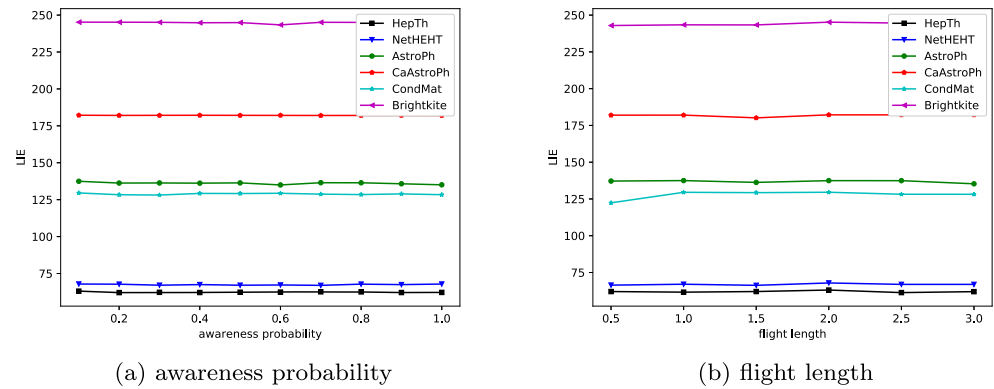 250
225
200
175
150
125
100
75
LIE
0.2 0.4 0.6 0.8 1.0
awareness probability
HepTh
NetHEHT
AstroPh
CaAstroPh
CondMat
Brightkite
(a) awareness probability
250
225
200
175
150
125
100
75
LIE
0.5 1.0 1.5 2.0 2.5 3.0
flight length
HepTh
NetHEHT
AstroPh
CaAstroPh
CondMat
Brightkite
(b) flight length